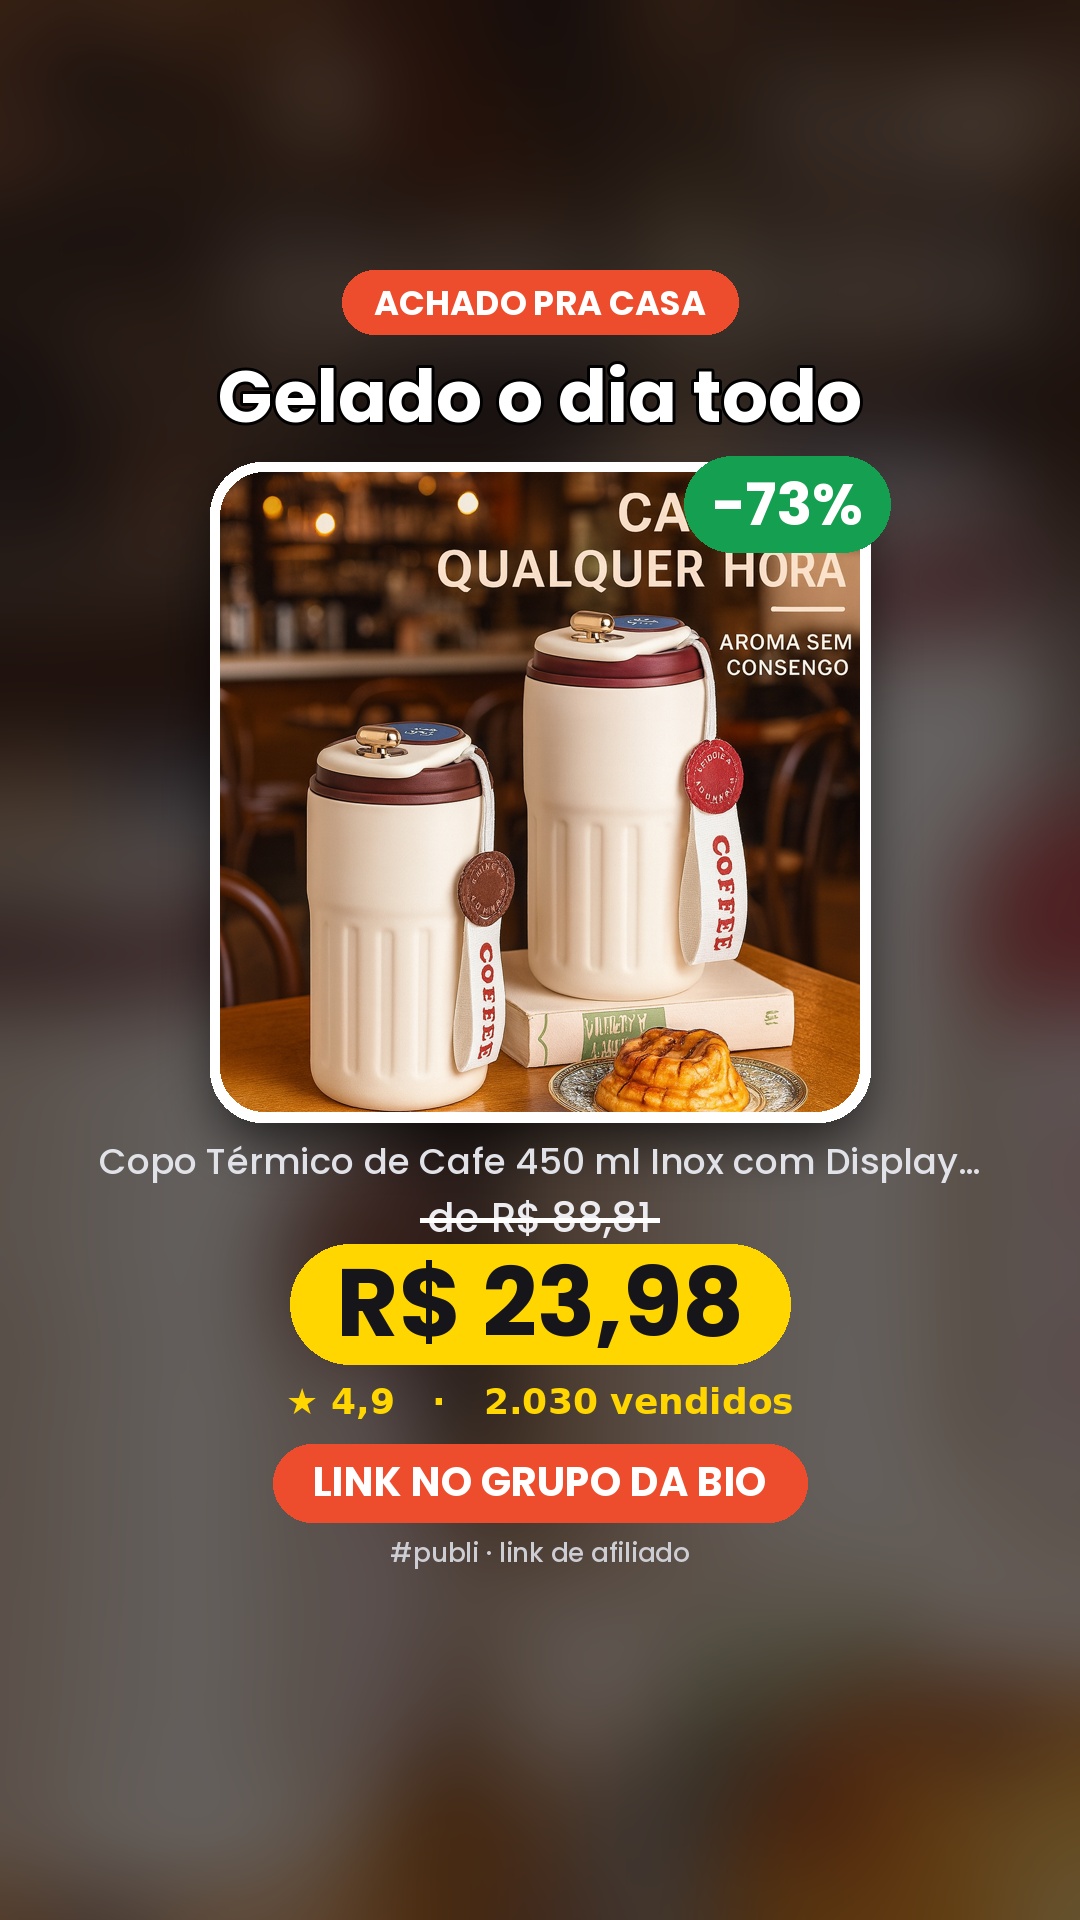 ACHADO PRA CASA
Gelado o dia todo
-73%
CA
QUALQUER HORA
AROMA SEM
CONSENGO
COFFEE
COFFEE
Copo Térmico de Cafe 450 ml Inox com Display...
de R$ 88,81
R$ 23,98
★ 4,9 · 2.030 vendidos
LINK NO GRUPO DA BIO
#publi · link de afiliado